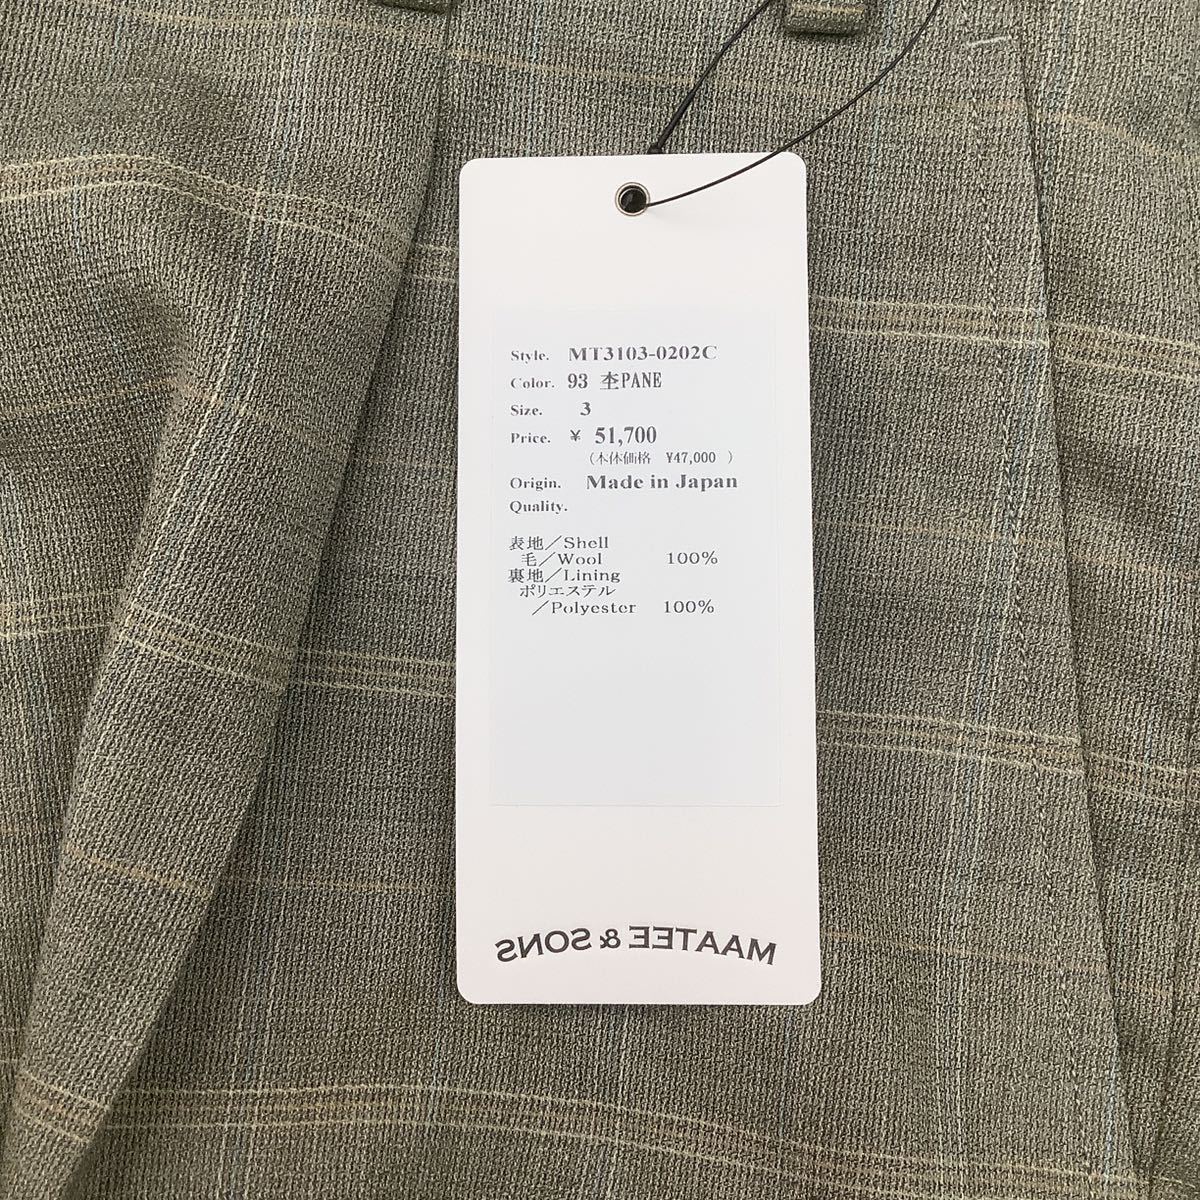 Style. MT3103-0202C
Color. 93 杢PANE
Size. 3
Price. ¥ 51,700
(本体価格 ¥47,000 )
Origin. Made in Japan
Quality.
表地/Shell
毛/Wool 100%
裏地/Lining
ポリエステル
/Polyester 100%
MAATEE & SONS